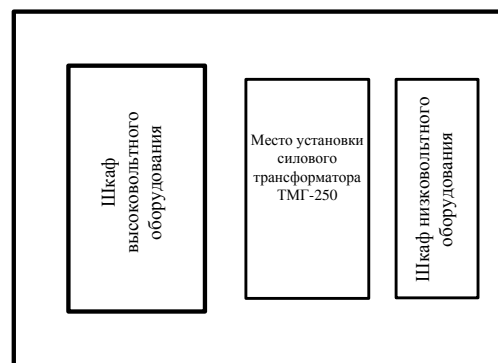 Шкаф
высоковольтного
оборудования
Место установки
силового
трансформатора
ТМГ-250
Шкаф низковольтного
оборудования